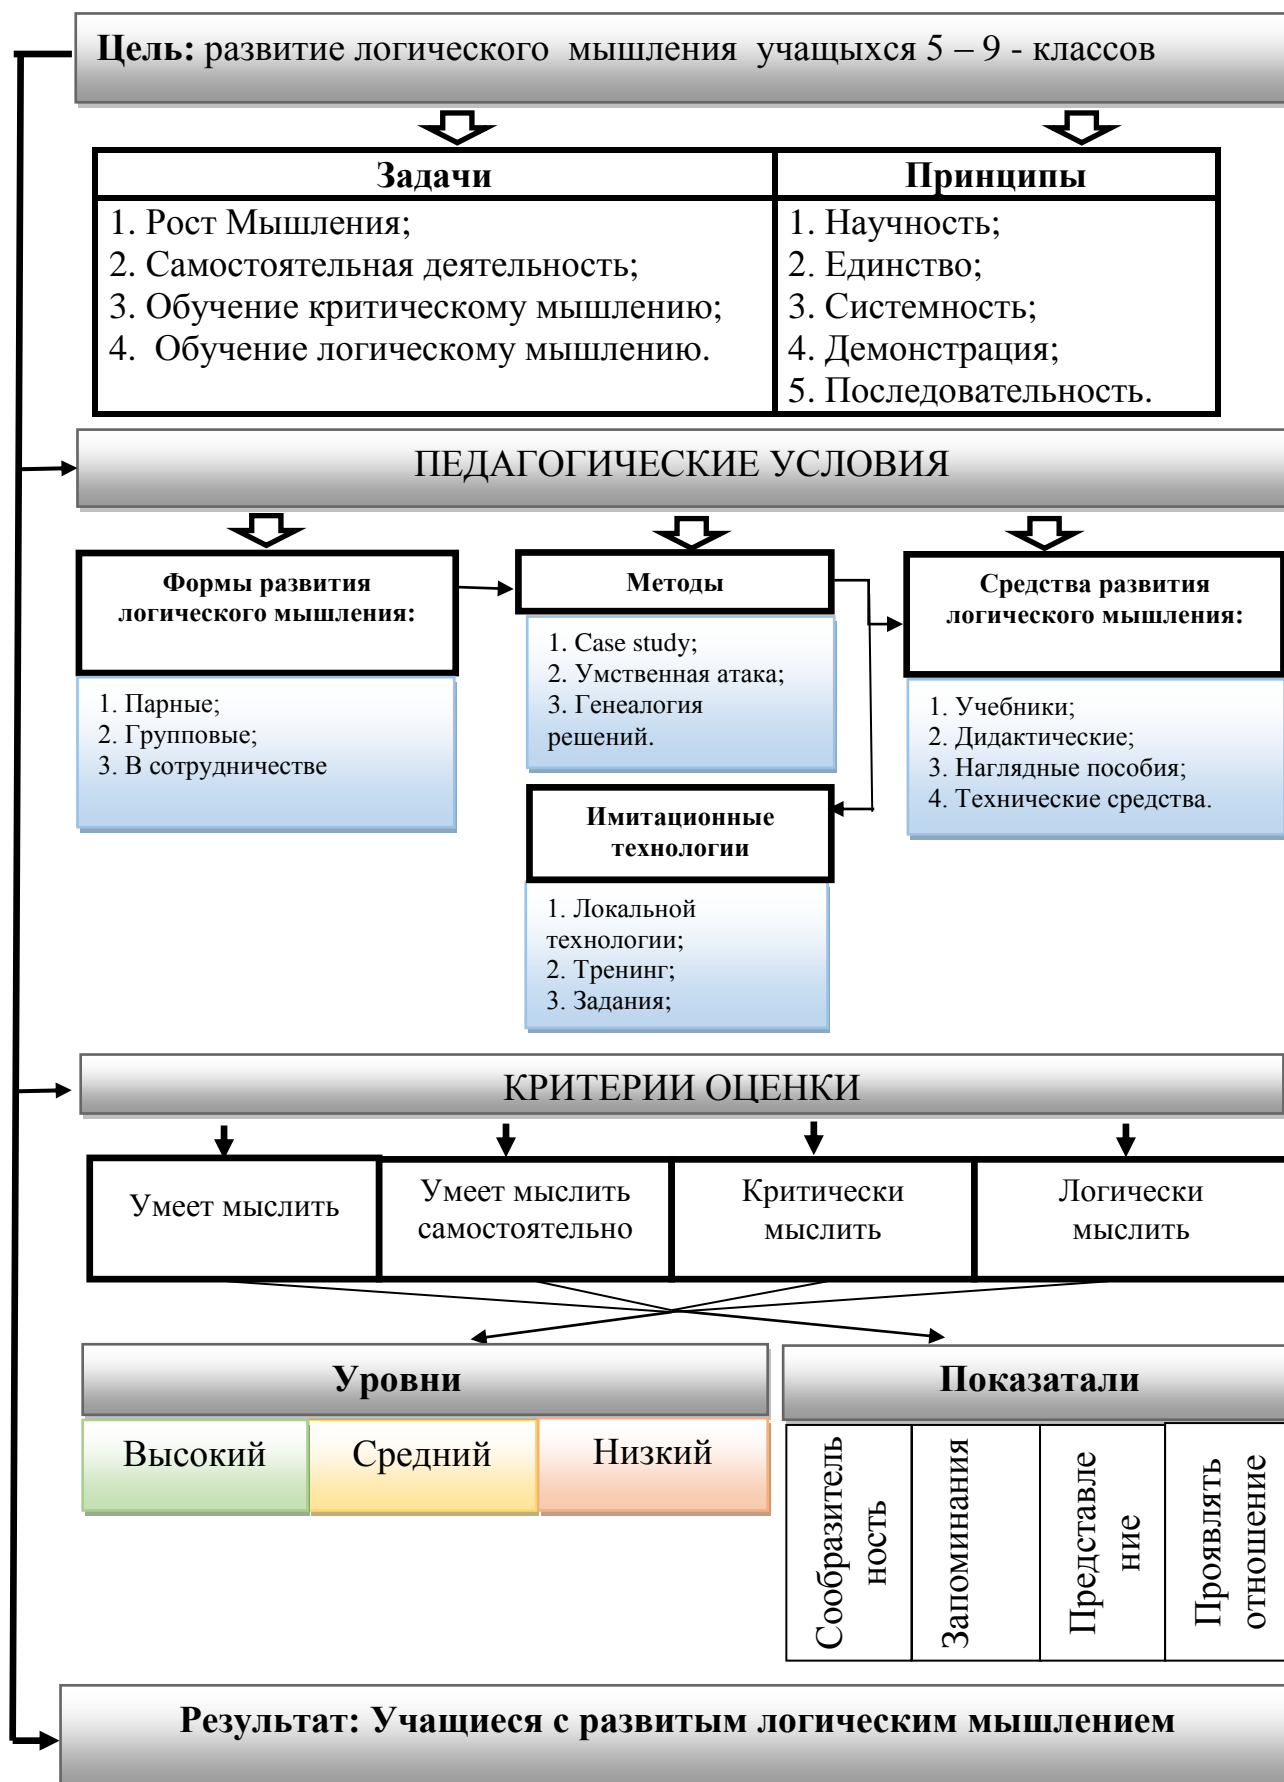 Цель: развитие логического мышления учащыхся 5 – 9 - классов
Задачи
1. Рост Мышления;
2. Самостоятельная деятельность;
3. Обучение критическому мышлению;
4. Обучение логическому мышлению.
Принципы
1. Научность;
2. Единство;
3. Системность;
4. Демонстрация;
5. Последовательность.
ПЕДАГОГИЧЕСКИЕ УСЛОВИЯ
Формы развития
логического мышления:
1. Парные;
2. Групповые;
3. В сотрудничестве
Методы
1. Case study;
2. Умственная атака;
3. Генеалогия
решений.
Средства развития
логического мышления:
1. Учебники;
2. Дидактические;
3. Наглядные пособия;
4. Технические средства.
Имитационные
технологии
1. Локальной
технологии;
2. Тренинг;
3. Задания;
КРИТЕРИИ ОЦЕНКИ
Умеет мыслить
Умеет мыслить
самостоятельно
Критически
мыслить
Логически
мыслить
Уровни
Высокий
Средний
Низкий
Показатали
Сообразитель
ность
Запоминания
Представле
ние
Проявлять
отношение
Результат: Учащиеся с развитым логическим мышлением